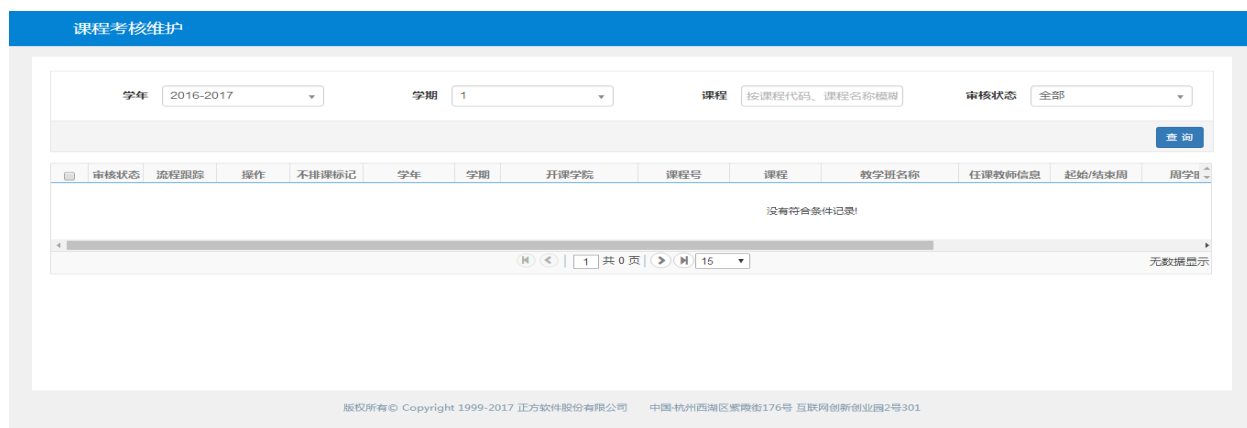 课程考核维护
学年 2016-2017 学期 1 课程 按课程代码、课程名称模糊 审核状态 全部
查 询
审核状态 流程跟踪 操作 不排课标记 学年 学期 开课学院 课程号 课程 教学班名称 任课教师信息 起始/结束周 周学时
没有符合条件记录!
1 共 0 页 15 无数据显示
版权所有© Copyright 1999-2017 正方软件股份有限公司 中国·杭州西湖区紫霞街176号 互联网创新创业园2号301